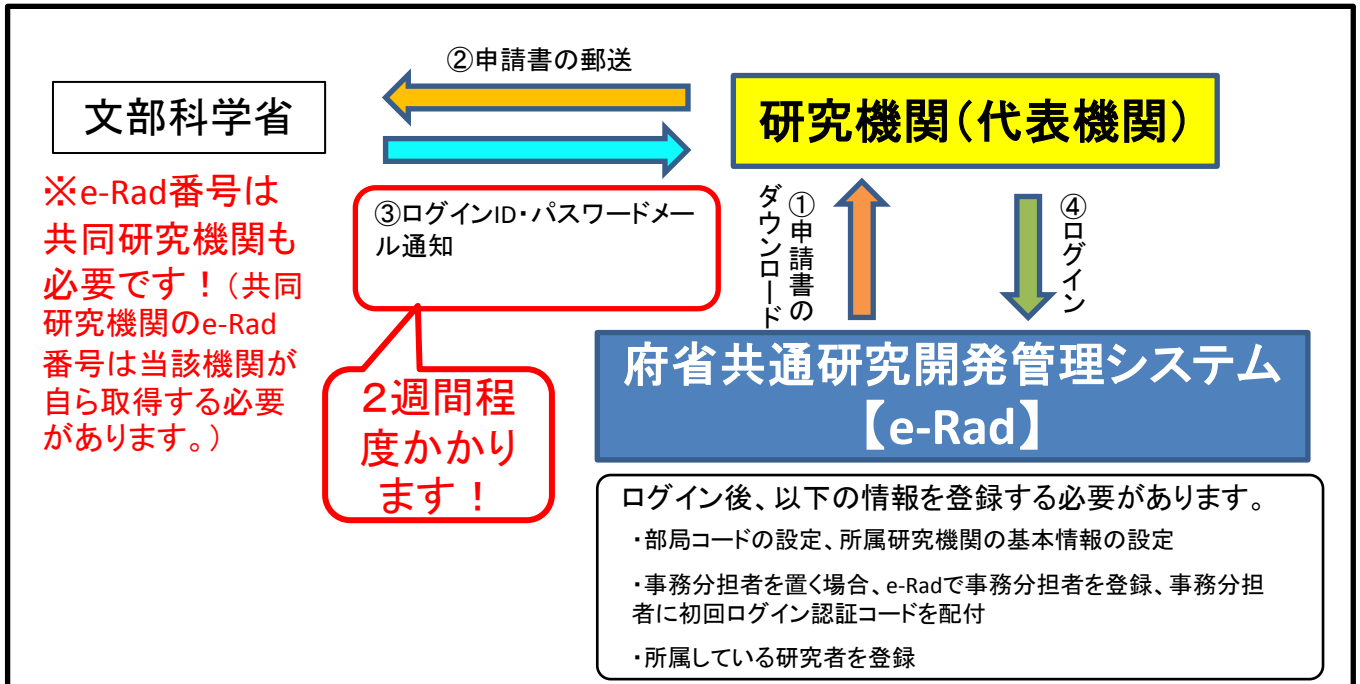 ②申請書の郵送
文部科学省
研究機関（代表機関）
※e-Rad番号は
共同研究機関も
必要です！（共同
研究機関のe-Rad
番号は当該機関が
自ら取得する必要
があります。）
③ログインID・パスワードメー
ル通知
２週間程
度かかり
ます！
①申請書の
ダウンロード
④ログイン
府省共通研究開発管理システム
【e-Rad】
ログイン後、以下の情報を登録する必要があります。
・部局コードの設定、所属研究機関の基本情報の設定
・事務分担者を置く場合、e-Radで事務分担者を登録、事務分担
者に初回ログイン認証コードを配付
・所属している研究者を登録